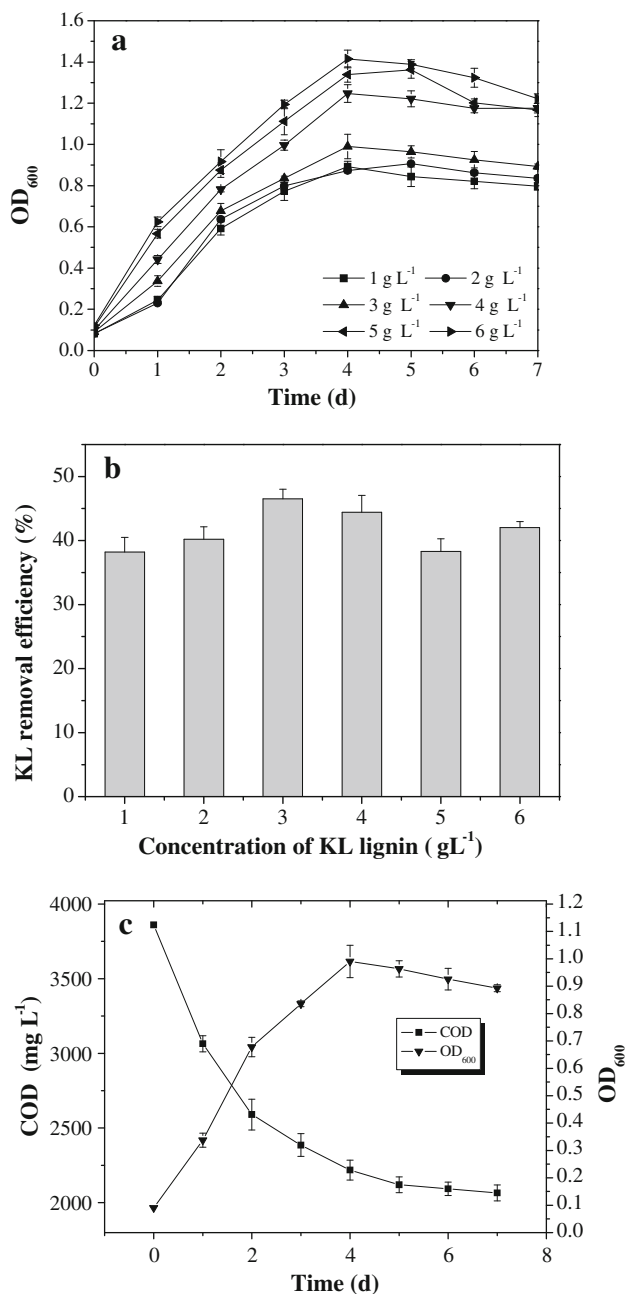 a
1.6
1.4
1.2
1.0
0.8
0.6
0.4
0.2
0.0
OD600
1 g L-1 2 g L-1
3 g L-1 4 g L-1
5 g L-1 6 g L-1
0 1 2 3 4 5 6 7
Time (d)
b
50
40
30
20
10
0
KL removal efficiency (%)
1 2 3 4 5 6
Concentration of KL lignin ( gL-1)
c
4000
3500
3000
2500
2000
COD (mg L-1)
COD
OD600
1.2
1.1
1.0
0.9
0.8
0.7
0.6
0.5
0.4
0.3
0.2
0.1
0.0
OD600
0 2 4 6 8
Time (d)